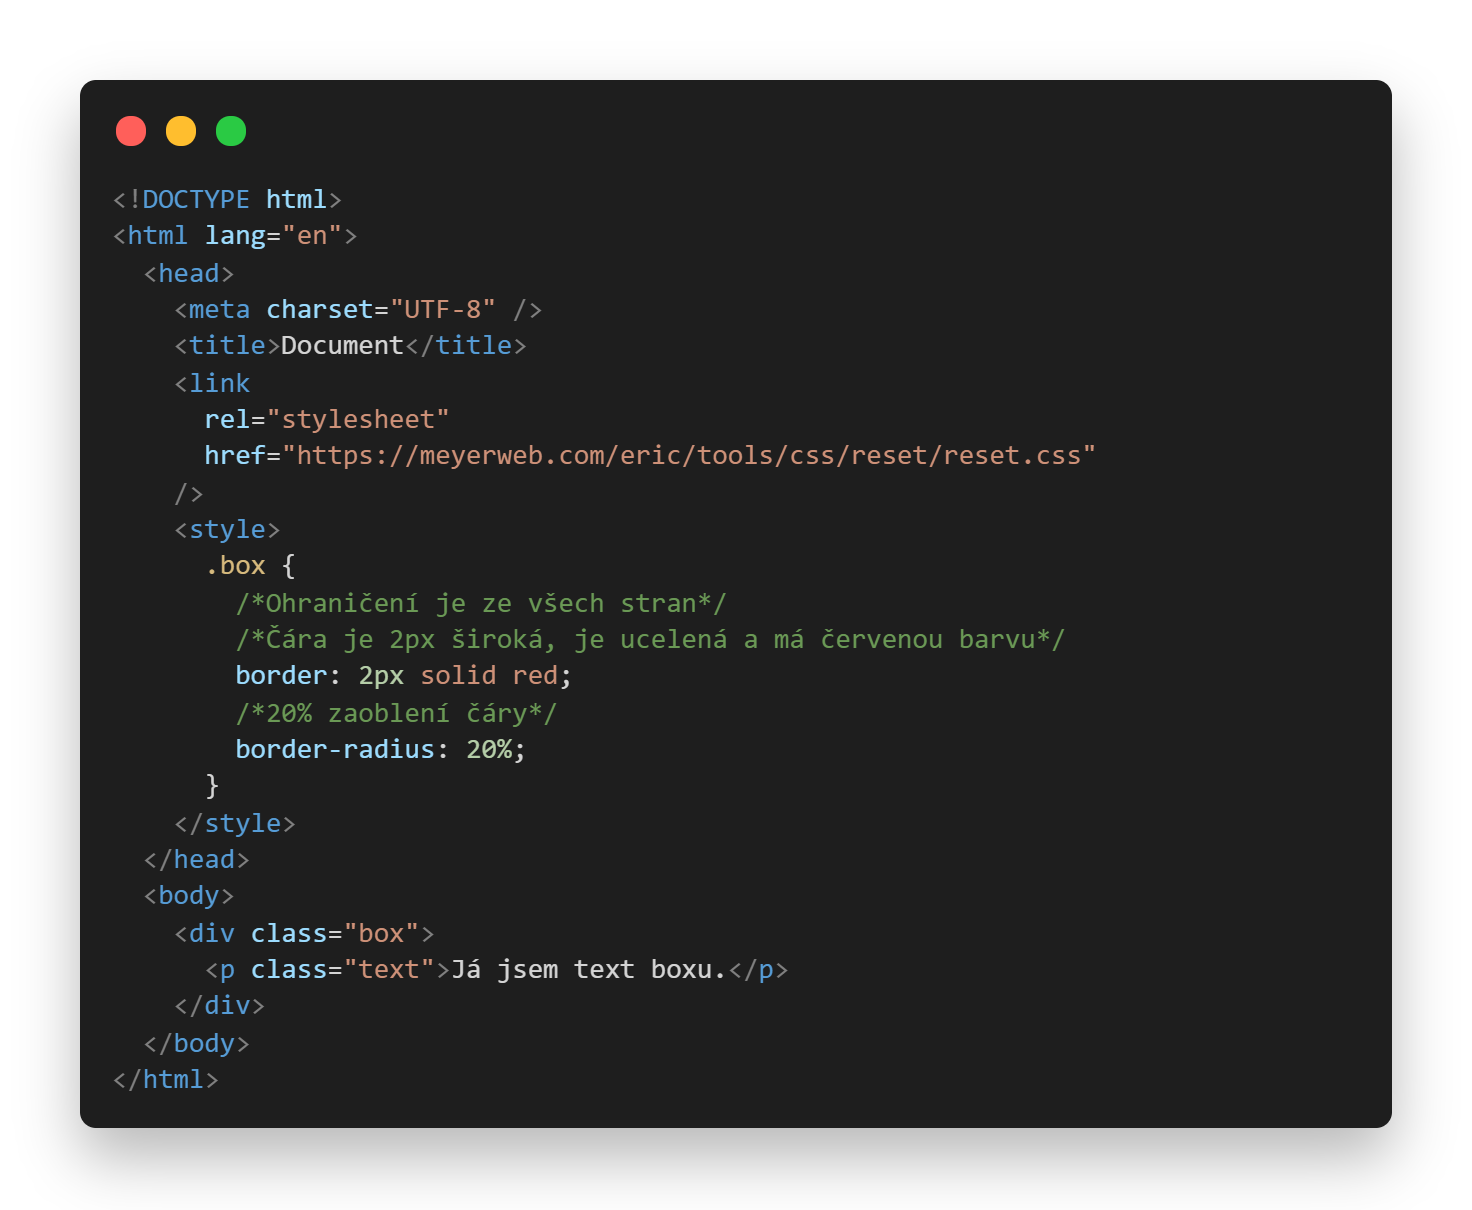 <!DOCTYPE html>
<html lang="en">
  <head>
    <meta charset="UTF-8" />
    <title>Document</title>
    <link
      rel="stylesheet"
      href="https://meyerweb.com/eric/tools/css/reset/reset.css"
    />
    <style>
      .box {
        /*Ohraničení je ze všech stran*/
        /*Čára je 2px široká, je ucelená a má červenou barvu*/
        border: 2px solid red;
        /*20% zaoblení čáry*/
        border-radius: 20%;
      }
    </style>
  </head>
  <body>
    <div class="box">
      <p class="text">Já jsem text boxu.</p>
    </div>
  </body>
</html>